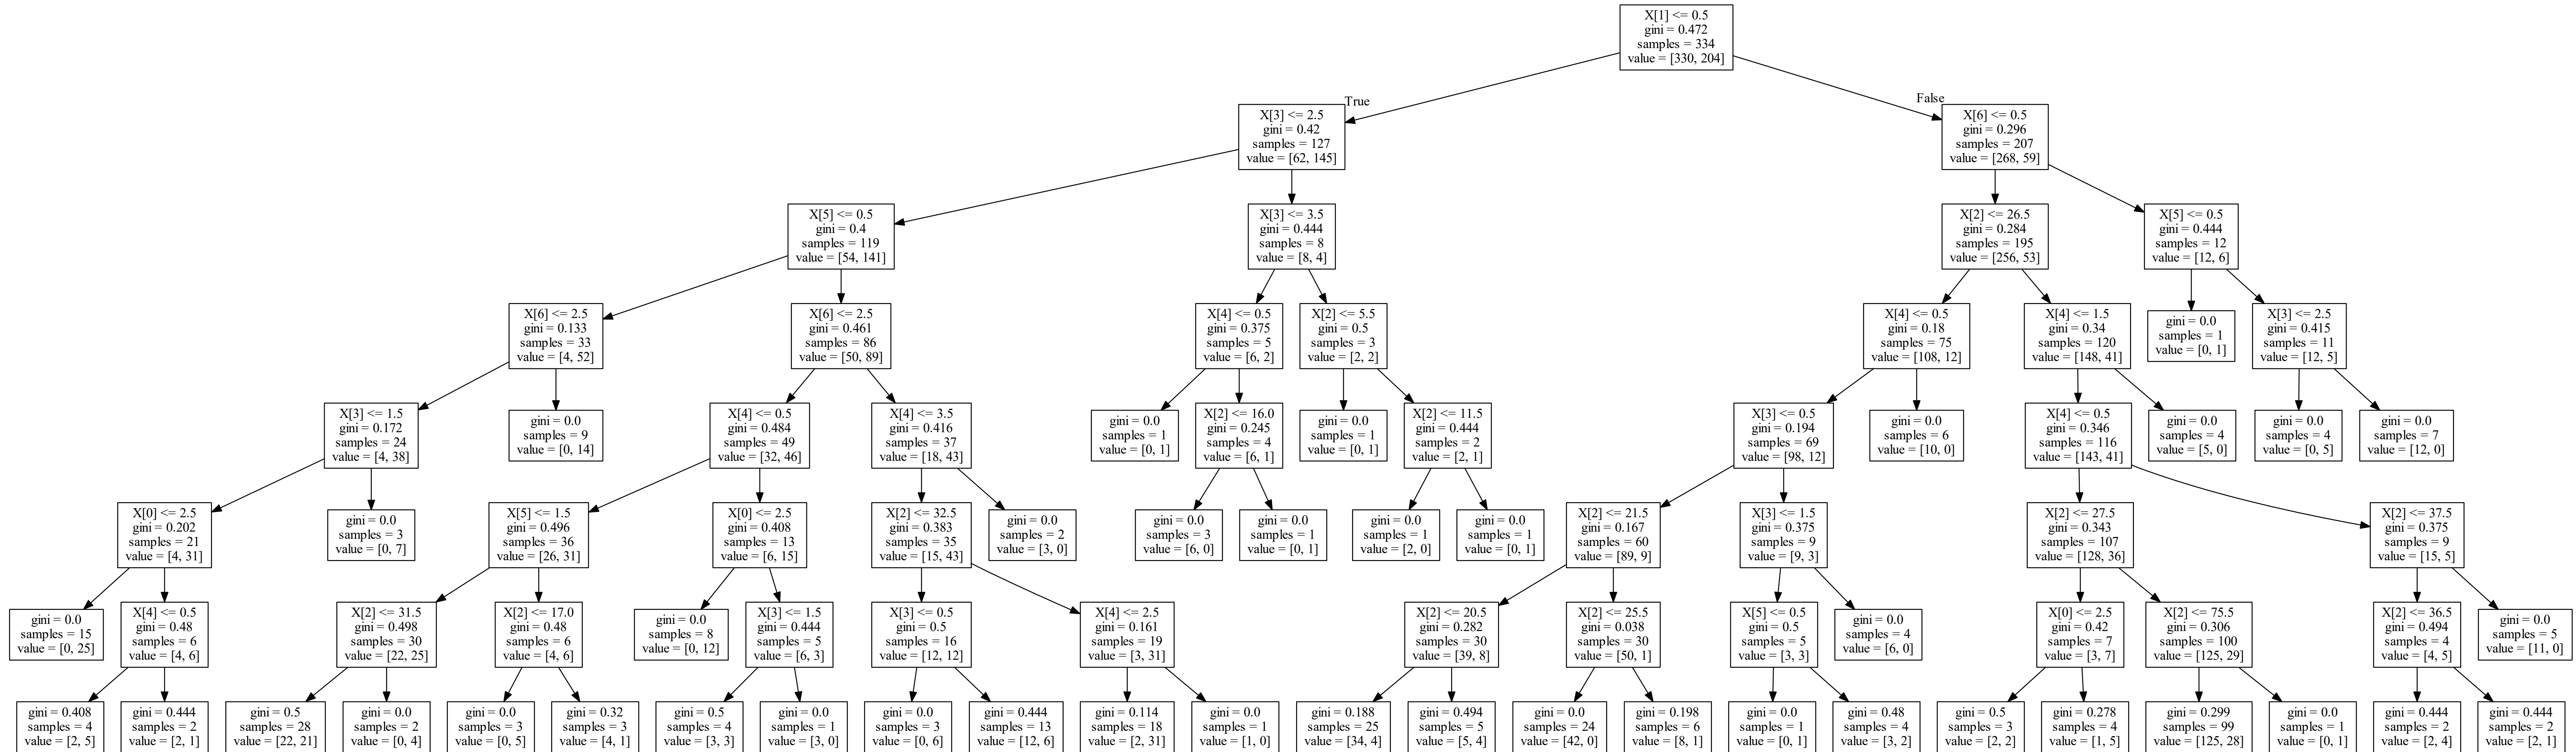 X[1] <= 0.5
gini = 0.472
samples = 334
value = [330, 204]
True
False
X[3] <= 2.5
gini = 0.42
samples = 127
value = [62, 145]
X[6] <= 0.5
gini = 0.296
samples = 207
value = [268, 59]
X[5] <= 0.5
gini = 0.4
samples = 119
value = [54, 141]
X[3] <= 3.5
gini = 0.444
samples = 8
value = [8, 4]
X[2] <= 26.5
gini = 0.284
samples = 195
value = [256, 53]
X[5] <= 0.5
gini = 0.444
samples = 12
value = [12, 6]
X[6] <= 2.5
gini = 0.133
samples = 33
value = [4, 52]
X[6] <= 2.5
gini = 0.461
samples = 86
value = [50, 89]
X[4] <= 0.5
gini = 0.375
samples = 5
value = [6, 2]
X[2] <= 5.5
gini = 0.5
samples = 3
value = [2, 2]
X[4] <= 0.5
gini = 0.18
samples = 75
value = [108, 12]
X[4] <= 1.5
gini = 0.34
samples = 120
value = [148, 41]
gini = 0.0
samples = 1
value = [0, 1]
X[3] <= 2.5
gini = 0.415
samples = 11
value = [12, 5]
X[3] <= 1.5
gini = 0.172
samples = 24
value = [4, 38]
gini = 0.0
samples = 9
value = [0, 14]
X[4] <= 0.5
gini = 0.484
samples = 49
value = [32, 46]
X[4] <= 3.5
gini = 0.416
samples = 37
value = [18, 43]
gini = 0.0
samples = 1
value = [0, 1]
X[2] <= 16.0
gini = 0.245
samples = 4
value = [6, 1]
gini = 0.0
samples = 1
value = [0, 1]
X[2] <= 11.5
gini = 0.444
samples = 2
value = [2, 1]
X[3] <= 0.5
gini = 0.194
samples = 69
value = [98, 12]
gini = 0.0
samples = 6
value = [10, 0]
X[4] <= 0.5
gini = 0.346
samples = 116
value = [143, 41]
gini = 0.0
samples = 4
value = [5, 0]
gini = 0.0
samples = 4
value = [0, 5]
gini = 0.0
samples = 7
value = [12, 0]
X[0] <= 2.5
gini = 0.202
samples = 21
value = [4, 31]
gini = 0.0
samples = 3
value = [0, 7]
X[5] <= 1.5
gini = 0.496
samples = 36
value = [26, 31]
X[0] <= 2.5
gini = 0.408
samples = 13
value = [6, 15]
X[2] <= 32.5
gini = 0.383
samples = 35
value = [15, 43]
gini = 0.0
samples = 2
value = [3, 0]
gini = 0.0
samples = 3
value = [6, 0]
gini = 0.0
samples = 1
value = [0, 1]
gini = 0.0
samples = 1
value = [2, 0]
gini = 0.0
samples = 1
value = [0, 1]
X[2] <= 21.5
gini = 0.167
samples = 60
value = [89, 9]
X[3] <= 1.5
gini = 0.375
samples = 9
value = [9, 3]
X[2] <= 27.5
gini = 0.343
samples = 107
value = [128, 36]
X[2] <= 37.5
gini = 0.375
samples = 9
value = [15, 5]
gini = 0.0
samples = 15
value = [0, 25]
X[4] <= 0.5
gini = 0.48
samples = 6
value = [4, 6]
X[2] <= 31.5
gini = 0.498
samples = 30
value = [22, 25]
X[2] <= 17.0
gini = 0.48
samples = 6
value = [4, 6]
gini = 0.0
samples = 8
value = [0, 12]
X[3] <= 1.5
gini = 0.444
samples = 5
value = [6, 3]
X[3] <= 0.5
gini = 0.5
samples = 16
value = [12, 12]
X[4] <= 2.5
gini = 0.161
samples = 19
value = [3, 31]
X[2] <= 20.5
gini = 0.282
samples = 30
value = [39, 8]
X[2] <= 25.5
gini = 0.038
samples = 30
value = [50, 1]
X[5] <= 0.5
gini = 0.5
samples = 5
value = [3, 3]
gini = 0.0
samples = 4
value = [6, 0]
X[0] <= 2.5
gini = 0.42
samples = 7
value = [3, 7]
X[2] <= 75.5
gini = 0.306
samples = 100
value = [125, 29]
X[2] <= 36.5
gini = 0.494
samples = 4
value = [4, 5]
gini = 0.0
samples = 5
value = [11, 0]
gini = 0.408
samples = 4
value = [2, 5]
gini = 0.444
samples = 2
value = [2, 1]
gini = 0.5
samples = 28
value = [22, 21]
gini = 0.0
samples = 2
value = [0, 4]
gini = 0.0
samples = 3
value = [0, 5]
gini = 0.32
samples = 3
value = [4, 1]
gini = 0.5
samples = 4
value = [3, 3]
gini = 0.0
samples = 1
value = [3, 0]
gini = 0.0
samples = 3
value = [0, 6]
gini = 0.444
samples = 13
value = [12, 6]
gini = 0.114
samples = 18
value = [2, 31]
gini = 0.0
samples = 1
value = [1, 0]
gini = 0.188
samples = 25
value = [34, 4]
gini = 0.494
samples = 5
value = [5, 4]
gini = 0.0
samples = 24
value = [42, 0]
gini = 0.198
samples = 6
value = [8, 1]
gini = 0.0
samples = 1
value = [0, 1]
gini = 0.48
samples = 4
value = [3, 2]
gini = 0.5
samples = 3
value = [2, 2]
gini = 0.278
samples = 4
value = [1, 5]
gini = 0.299
samples = 99
value = [125, 28]
gini = 0.0
samples = 1
value = [0, 1]
gini = 0.444
samples = 2
value = [2, 4]
gini = 0.444
samples = 2
value = [2, 1]